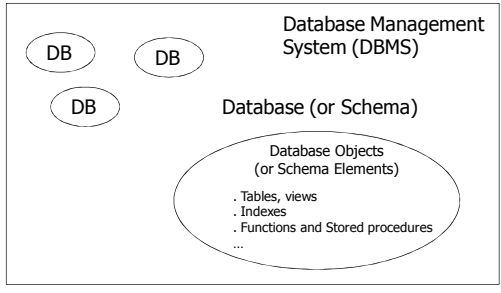 Database Management
System (DBMS)
DB
DB
DB
Database (or Schema)
Database Objects
(or Schema Elements)
. Tables, views
. Indexes
. Functions and Stored procedures
...